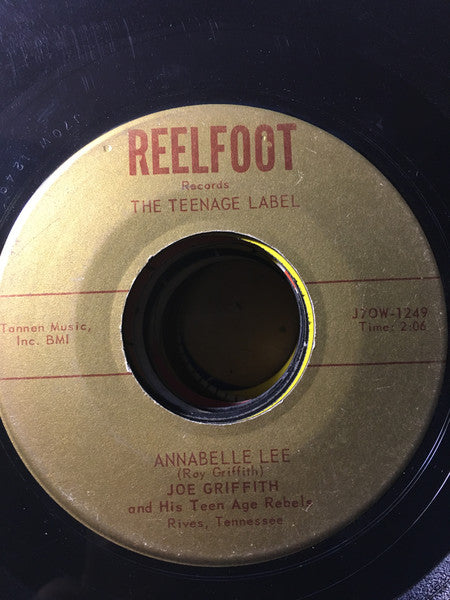 REELFOOT
Records
THE TEENAGE LABEL
Tannen Music,
Inc. BMI
J7OW-1249
Time: 2:06
ANNABELLE LEE
(Ray Griffith)
JOE GRIFFITH
and His Teen Age Rebels
Rives, Tennessee